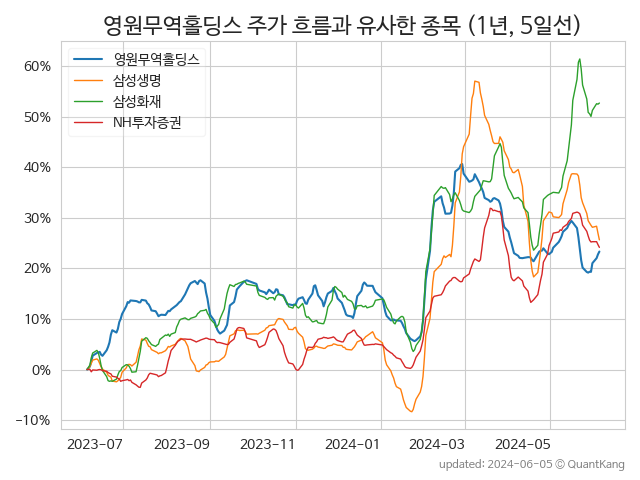 영원무역홀딩스 주가 흐름과 유사한 종목 (1년, 5일선)
영원무역홀딩스
삼성생명
삼성화재
NH투자증권
60%
50%
40%
30%
20%
10%
0%
−10%
2023-07 2023-09 2023-11 2024-01 2024-03 2024-05
updated: 2024-06-05 © QuantKang